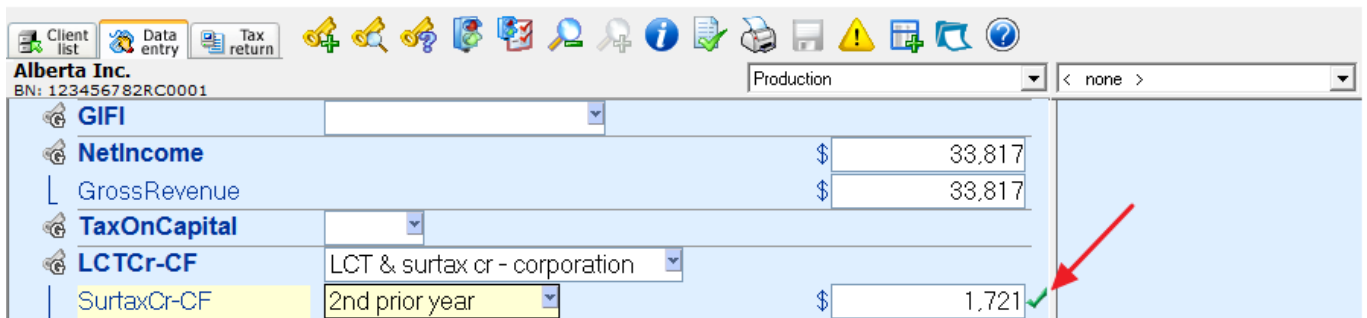 Client list Data entry Tax return
Alberta Inc. Production < none >
BN: 123456782RC0001
GIFI
NetIncome $ 33,817
GrossRevenue $ 33,817
TaxOnCapital
LCTCr-CF LCT & surtax cr - corporation
SurtaxCr-CF 2nd prior year $ 1,721